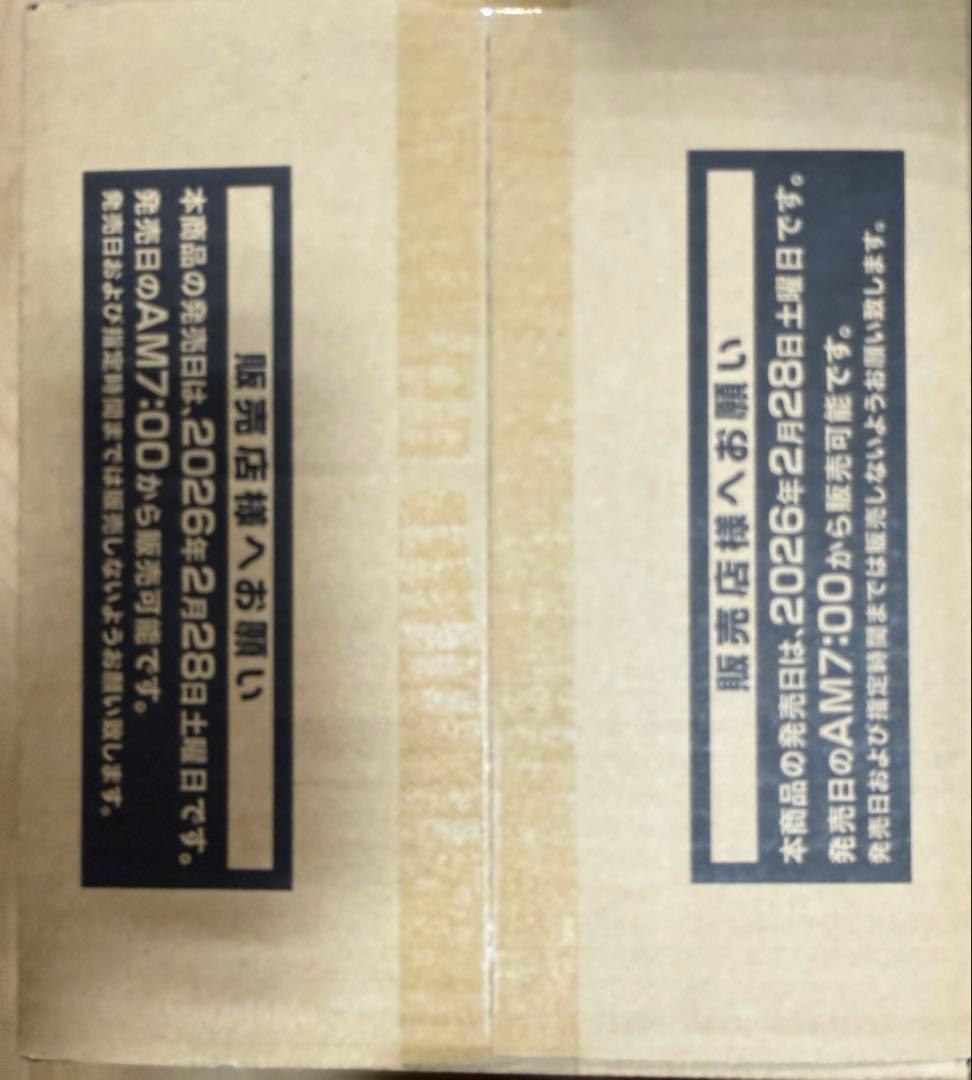 販売店様へお願い
本商品の発売日は、2026年2月28日土曜日です。
発売日のAM7:00から販売可能です。
発売日および指定時間までは販売しないようお願い致します。
販売店様へお願い
本商品の発売日は、2026年2月28日土曜日です。
発売日のAM7:00から販売可能です。
発売日および指定時間までは販売しないようお願い致します。